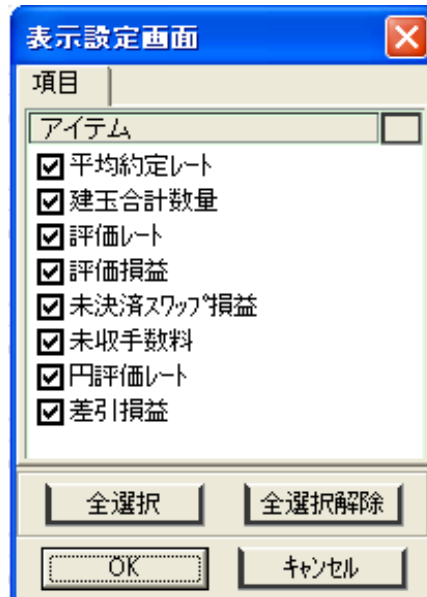 表示設定画面
項目
アイテム
平均約定ﾚｰﾄ
建玉合計数量
評価ﾚｰﾄ
評価損益
未決済ｽﾜｯﾌﾟ損益
未収手数料
円評価ﾚｰﾄ
差引損益
全選択 全選択解除
OK ｷｬﾝｾﾙ